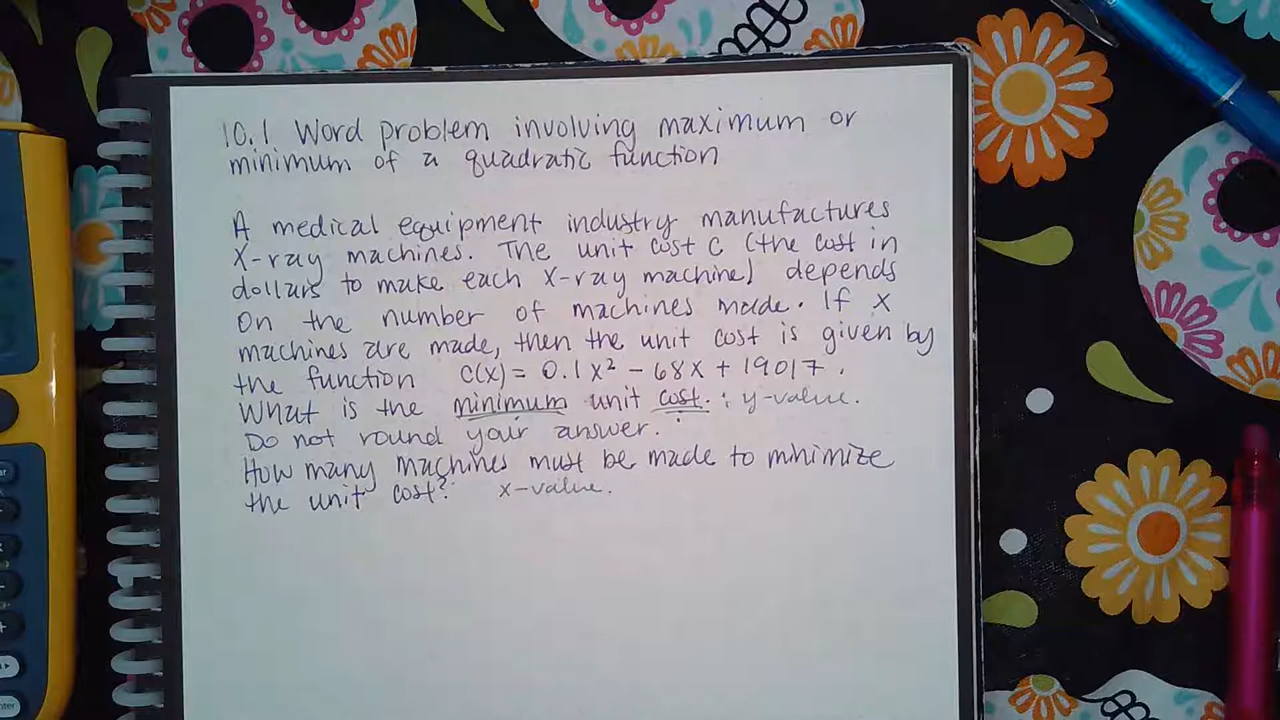 10.1 Word problem involving maximum or
minimum of a quadratic function
A medical equipment industry manufactures
X-ray machines. The unit cost C (the cost in
dollars to make each X-ray machine) depends
on the number of machines made. If x
machines are made, then the unit cost is given by
the function C(x) = 0.1x² - 68x + 19017.
What is the minimum unit cost. : y-value.
Do not round your answer.
How many machines must be made to minimize
the unit cost? x-value.